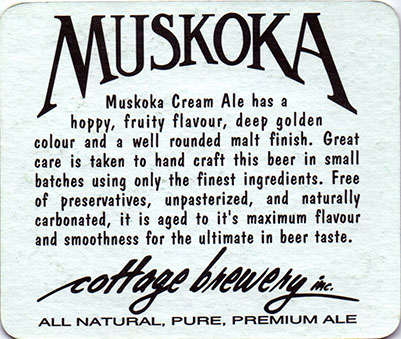 MUSKOKA
Muskoka Cream Ale has a
hoppy, fruity flavour, deep golden
colour and a well rounded malt finish. Great
care is taken to hand craft this beer in small
batches using only the finest ingredients. Free
of preservatives, unpasterized, and naturally
carbonated, it is aged to it's maximum flavour
and smoothness for the ultimate in beer taste.
cottage brewery inc.
ALL NATURAL, PURE, PREMIUM ALE